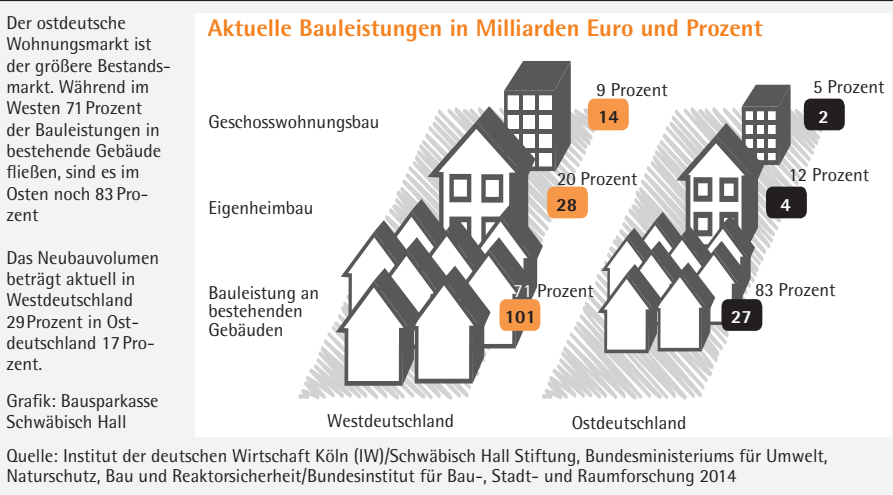 Der ostdeutsche
Wohnungsmarkt ist
der größere Bestands-
markt. Während im
Westen 71 Prozent
der Bauleistungen in
bestehende Gebäude
fließen, sind es im
Osten noch 83 Pro-
zent
Das Neubauvolumen
beträgt aktuell in
Westdeutschland
29 Prozent in Ost-
deutschland 17 Pro-
zent.
Grafik: Bausparkasse
Schwäbisch Hall
Aktuelle Bauleistungen in Milliarden Euro und Prozent
Geschosswohnungsbau
9 Prozent
14
5 Prozent
2
Eigenheimbau
20 Prozent
28
12 Prozent
4
Bauleistung an
bestehenden
Gebäuden
71 Prozent
101
83 Prozent
27
Westdeutschland
Ostdeutschland
Quelle: Institut der deutschen Wirtschaft Köln (IW)/Schwäbisch Hall Stiftung, Bundesministeriums für Umwelt,
Naturschutz, Bau und Reaktorsicherheit/Bundesinstitut für Bau-, Stadt- und Raumforschung 2014